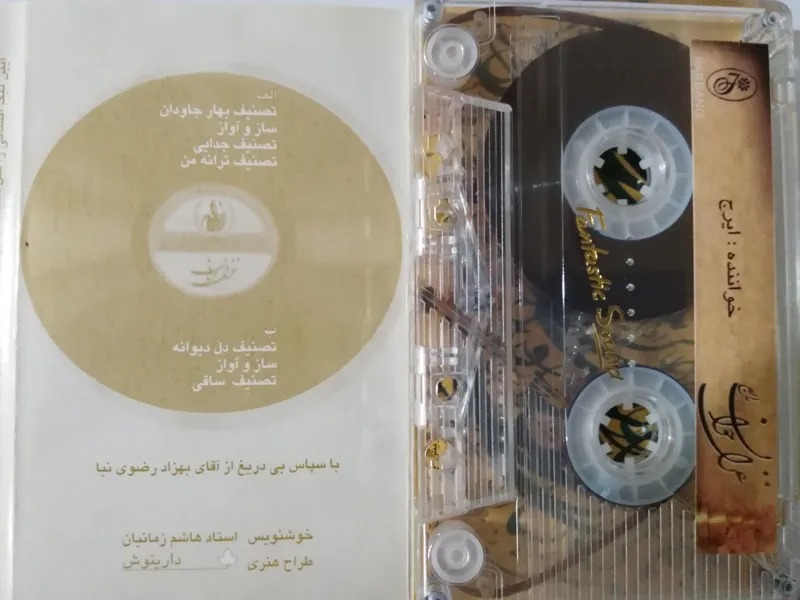 الف
تصنیف بهار جاودان
ساز و آواز
تصنیف جدایی
تصنیف ترانه من
ب
تصنیف دل دیوانه
ساز و آواز
تصنیف ساقی
با سپاس بی دریغ از آقای بهزاد رضوی نیا
خوشنویس استاد هاشم زمانیان
طراح هنری دارینوش
Fantastic Sound
خواننده : ایرج